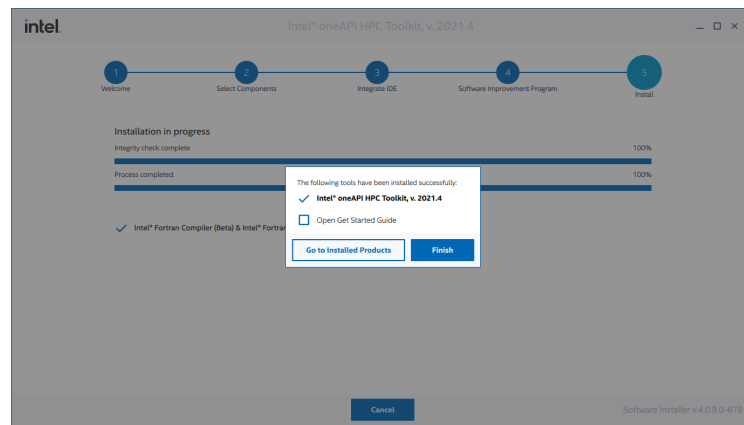 intel.
Intel® oneAPI HPC Toolkit, v. 2021.4
1 2 3 4 5
Welcome Select Components Integrate IDE Software Improvement Program Install
Installation in progress
Integrity check complete 100%
Process completed. 100%
The following tools have been installed successfully:
Intel® oneAPI HPC Toolkit, v. 2021.4
Open Get Started Guide
Intel® Fortran Compiler (Beta) & Intel® Fortran
Go to Installed Products Finish
Cancel
Software Installer v.4.0.9.0-678